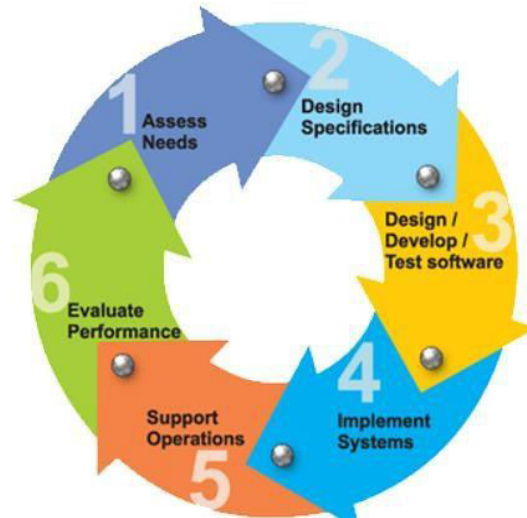 1
Assess
Needs
2
Design
Specifications
3
Design /
Develop /
Test software
4
Implement
Systems
5
Support
Operations
6
Evaluate
Performance